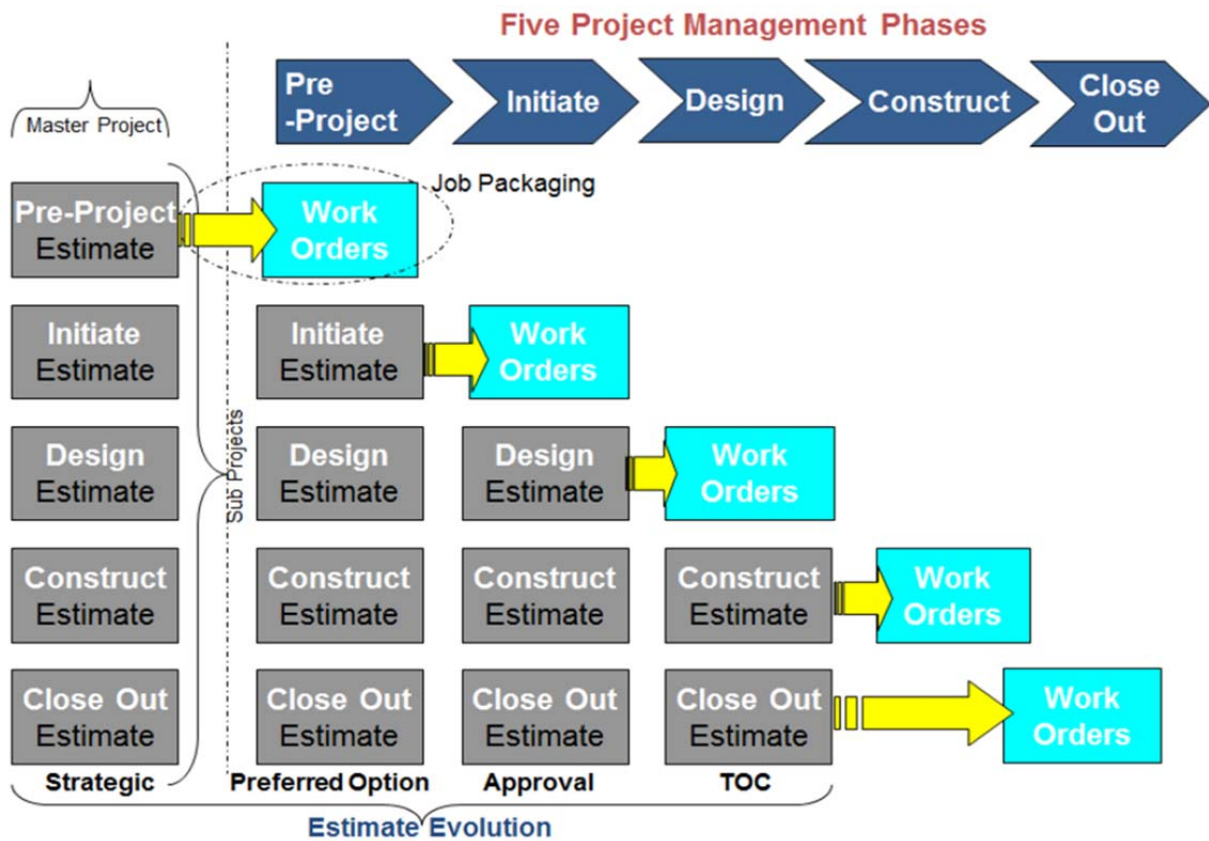 Five Project Management Phases
Master Project
Pre
-Project
Initiate
Design
Construct
Close
Out
Job Packaging
Pre-Project
Estimate
Work
Orders
Initiate
Estimate
Initiate
Estimate
Work
Orders
Sub Projects
Design
Estimate
Design
Estimate
Design
Estimate
Work
Orders
Construct
Estimate
Construct
Estimate
Construct
Estimate
Construct
Estimate
Work
Orders
Close Out
Estimate
Close Out
Estimate
Close Out
Estimate
Close Out
Estimate
Work
Orders
Strategic
Preferred Option
Approval
TOC
Estimate Evolution